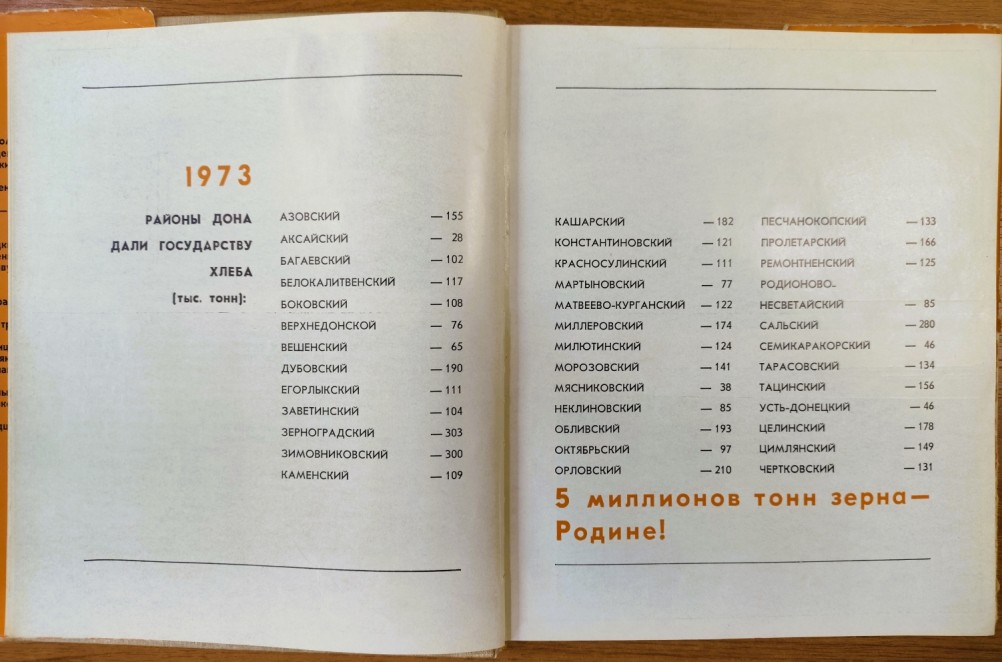 1973
РАЙОНЫ ДОНА
ДАЛИ ГОСУДАРСТВУ
ХЛЕБА
(тыс. тонн):
АЗОВСКИЙ — 155
АКСАЙСКИЙ — 28
БАГАЕВСКИЙ — 102
БЕЛОКАЛИТВЕНСКИЙ — 117
БОКОВСКИЙ — 108
ВЕРХНЕДОНСКОЙ — 76
ВЕШЕНСКИЙ — 65
ДУБОВСКИЙ — 190
ЕГОРЛЫКСКИЙ — 111
ЗАВЕТИНСКИЙ — 104
ЗЕРНОГРАДСКИЙ — 303
ЗИМОВНИКОВСКИЙ — 300
КАМЕНСКИЙ — 109
КАШАРСКИЙ — 182
КОНСТАНТИНОВСКИЙ — 121
КРАСНОСУЛИНСКИЙ — 111
МАРТЫНОВСКИЙ — 77
МАТВЕЕВО-КУРГАНСКИЙ — 122
МИЛЛЕРОВСКИЙ — 174
МИЛЮТИНСКИЙ — 124
МОРОЗОВСКИЙ — 141
МЯСНИКОВСКИЙ — 38
НЕКЛИНОВСКИЙ — 85
ОБЛИВСКИЙ — 193
ОКТЯБРЬСКИЙ — 97
ОРЛОВСКИЙ — 210
ПЕСЧАНОКОПСКИЙ — 133
ПРОЛЕТАРСКИЙ — 166
РЕМОНТНЕНСКИЙ — 125
РОДИОНОВО-
НЕСВЕТАЙСКИЙ — 85
САЛЬСКИЙ — 280
СЕМИКАРАКОРСКИЙ — 46
ТАРАСОВСКИЙ — 134
ТАЦИНСКИЙ — 156
УСТЬ-ДОНЕЦКИЙ — 46
ЦЕЛИНСКИЙ — 178
ЦИМЛЯНСКИЙ — 149
ЧЕРТКОВСКИЙ — 131
5 миллионов тонн зерна —
Родине!